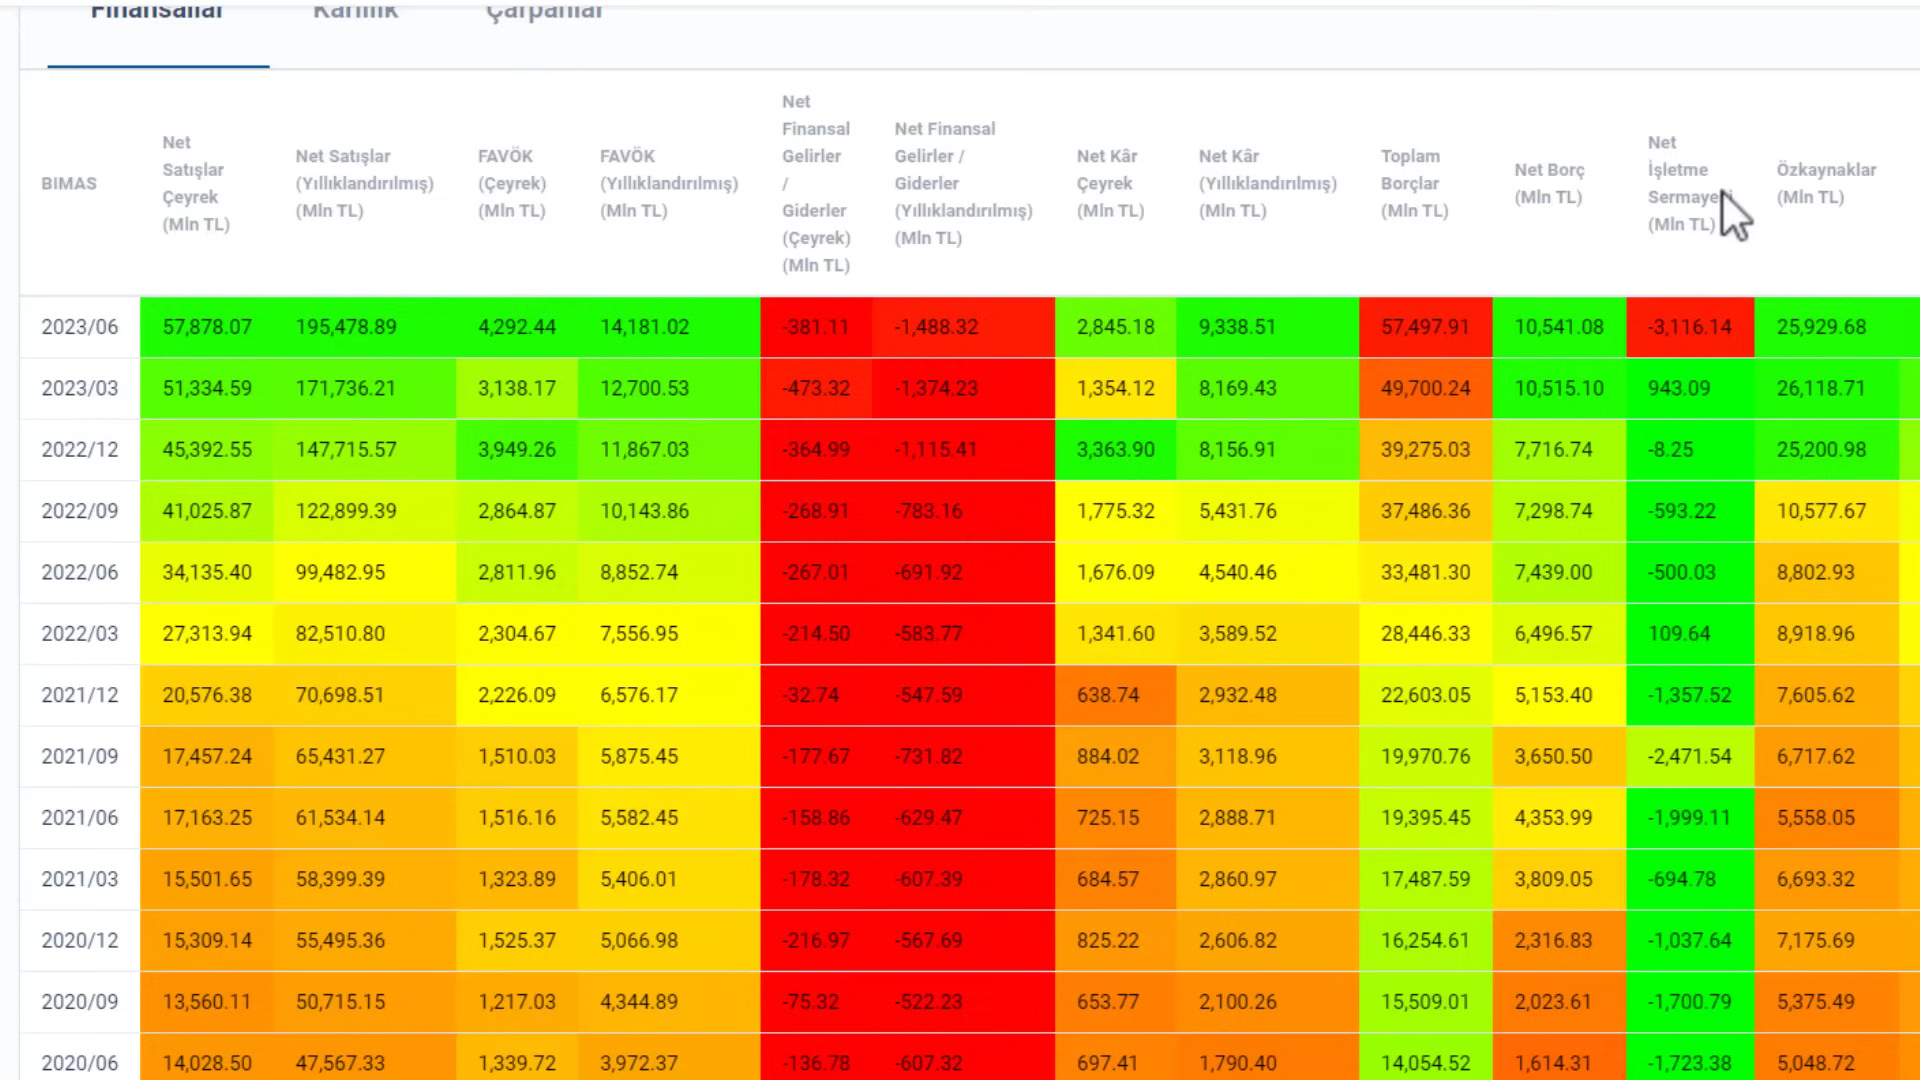 Finansallar Karlılık Çarpanlar
BIMAS
Net
Satışlar
Çeyrek
(Mln TL)
Net Satışlar
(Yıllıklandırılmış)
(Mln TL)
FAVÖK
(Çeyrek)
(Mln TL)
FAVÖK
(Yıllıklandırılmış)
(Mln TL)
Net
Finansal
Gelirler
/
Giderler
(Çeyrek)
(Mln TL)
Net Finansal
Gelirler /
Giderler
(Yıllıklandırılmış)
(Mln TL)
Net Kâr
Çeyrek
(Mln TL)
Net Kâr
(Yıllıklandırılmış)
(Mln TL)
Toplam
Borçlar
(Mln TL)
Net Borç
(Mln TL)
Net
İşletme
Sermayesi
(Mln TL)
Özkaynaklar
(Mln TL)
2023/06 57,878.07 195,478.89 4,292.44 14,181.02 -381.11 -1,488.32 2,845.18 9,338.51 57,497.91 10,541.08 -3,116.14 25,929.68
2023/03 51,334.59 171,736.21 3,138.17 12,700.53 -473.32 -1,374.23 1,354.12 8,169.43 49,700.24 10,515.10 943.09 26,118.71
2022/12 45,392.55 147,715.57 3,949.26 11,867.03 -364.99 -1,115.41 3,363.90 8,156.91 39,275.03 7,716.74 -8.25 25,200.98
2022/09 41,025.87 122,899.39 2,864.87 10,143.86 -268.91 -783.16 1,775.32 5,431.76 37,486.36 7,298.74 -593.22 10,577.67
2022/06 34,135.40 99,482.95 2,811.96 8,852.74 -267.01 -691.92 1,676.09 4,540.46 33,481.30 7,439.00 -500.03 8,802.93
2022/03 27,313.94 82,510.80 2,304.67 7,556.95 -214.50 -583.77 1,341.60 3,589.52 28,446.33 6,496.57 109.64 8,918.96
2021/12 20,576.38 70,698.51 2,226.09 6,576.17 -32.74 -547.59 638.74 2,932.48 22,603.05 5,153.40 -1,357.52 7,605.62
2021/09 17,457.24 65,431.27 1,510.03 5,875.45 -177.67 -731.82 884.02 3,118.96 19,970.76 3,650.50 -2,471.54 6,717.62
2021/06 17,163.25 61,534.14 1,516.16 5,582.45 -158.86 -629.47 725.15 2,888.71 19,395.45 4,353.99 -1,999.11 5,558.05
2021/03 15,501.65 58,399.39 1,323.89 5,406.01 -178.32 -607.39 684.57 2,860.97 17,487.59 3,809.05 -694.78 6,693.32
2020/12 15,309.14 55,495.36 1,525.37 5,066.98 -216.97 -567.69 825.22 2,606.82 16,254.61 2,316.83 -1,037.64 7,175.69
2020/09 13,560.11 50,715.15 1,217.03 4,344.89 -75.32 -522.23 653.77 2,100.26 15,509.01 2,023.61 -1,700.79 5,375.49
2020/06 14,028.50 47,567.33 1,339.72 3,972.37 -136.78 -607.32 697.41 1,790.40 14,054.52 1,614.31 -1,723.38 5,048.72